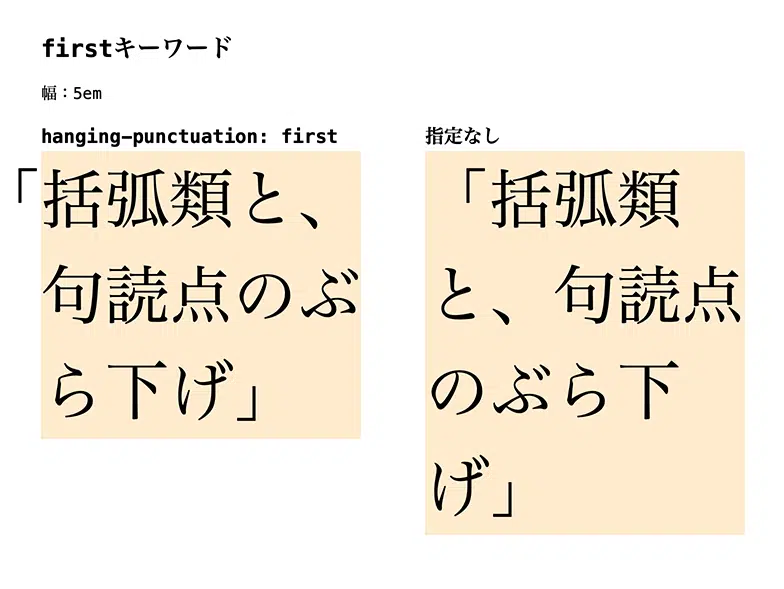 firstキーワード
幅：5em
hanging-punctuation: first
「括弧類と、
句読点のぶ
ら下げ」
指定なし
「括弧類
と、句読点
のぶら下
げ」